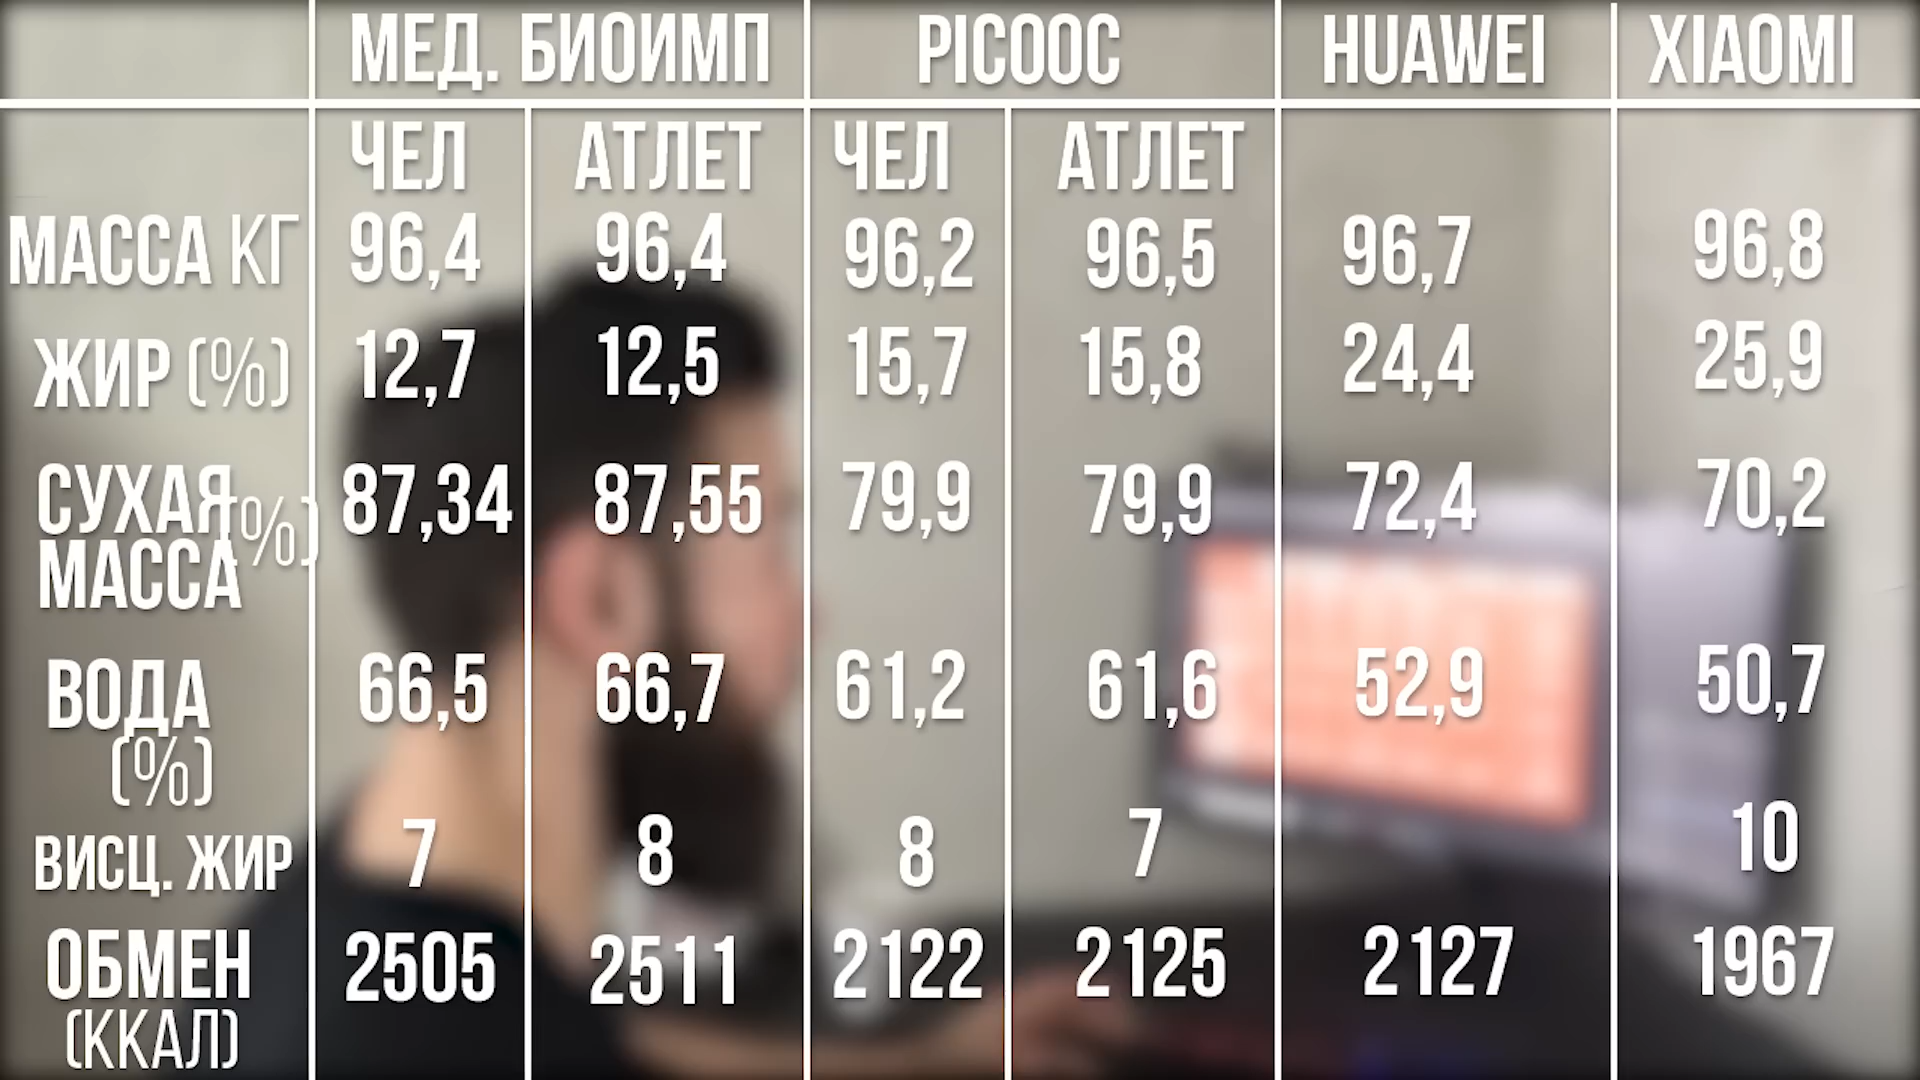 МЕД. БИОИМП PICOOC HUAWEI XIAOMI
ЧЕЛ АТЛЕТ ЧЕЛ АТЛЕТ
МАССА КГ 96,4 96,4 96,2 96,5 96,7 96,8
ЖИР (%) 12,7 12,5 15,7 15,8 24,4 25,9
СУХАЯ МАССА (%) 87,34 87,55 79,9 79,9 72,4 70,2
ВОДА (%) 66,5 66,7 61,2 61,6 52,9 50,7
ВИСЦ. ЖИР 7 8 8 7 10
ОБМЕН (ККАЛ) 2505 2511 2122 2125 2127 1967